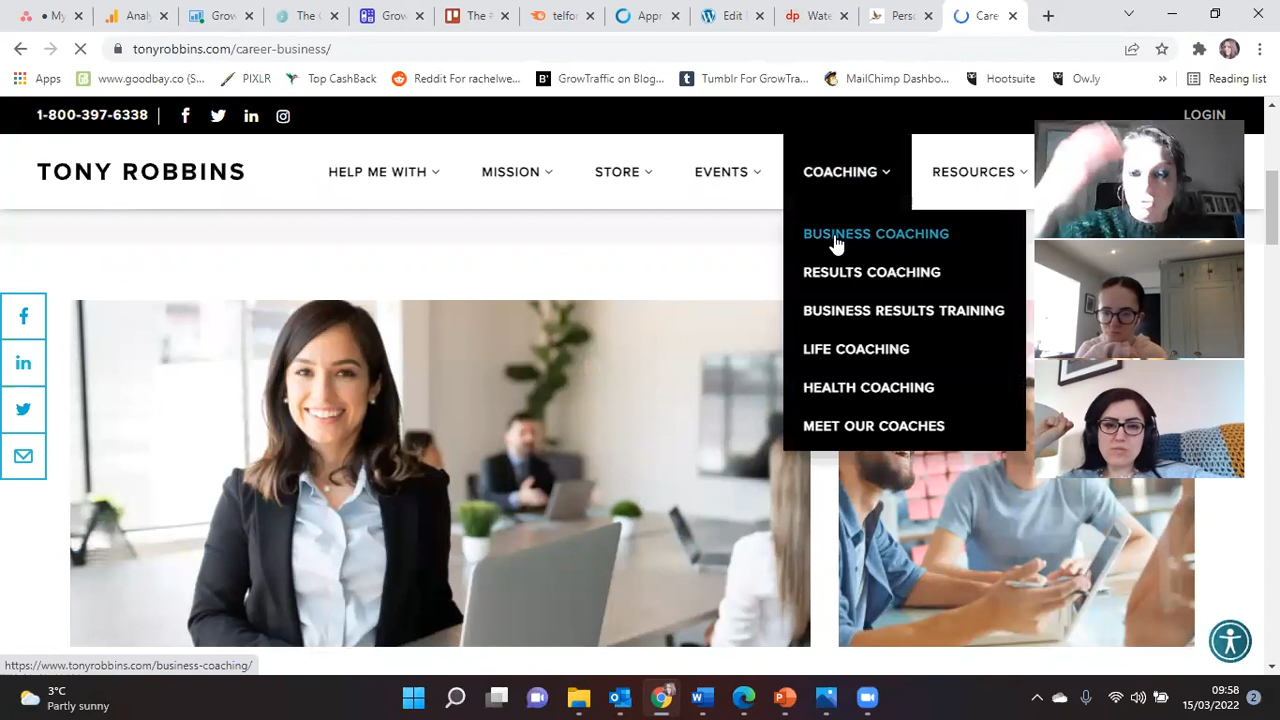 My
Analy
Grow
The
Grow
The
telfor
Appr
Edit
Wate
Perso
Care
tonyrobbins.com/career-business/
Apps
www.goodbay.co (S...
PIXLR
Top CashBack
Reddit For rachelwe...
GrowTraffic on Blog...
Tumblr For GrowTra...
MailChimp Dashbo...
Hootsuite
Ow.ly
»
Reading list
1-800-397-6338
LOGIN
TONY ROBBINS
HELP ME WITH
MISSION
STORE
EVENTS
COACHING
RESOURCES
BUSINESS COACHING
RESULTS COACHING
BUSINESS RESULTS TRAINING
LIFE COACHING
HEALTH COACHING
MEET OUR COACHES
https://www.tonyrobbins.com/business-coaching/
3°C
Partly sunny
09:58
15/03/2022
2